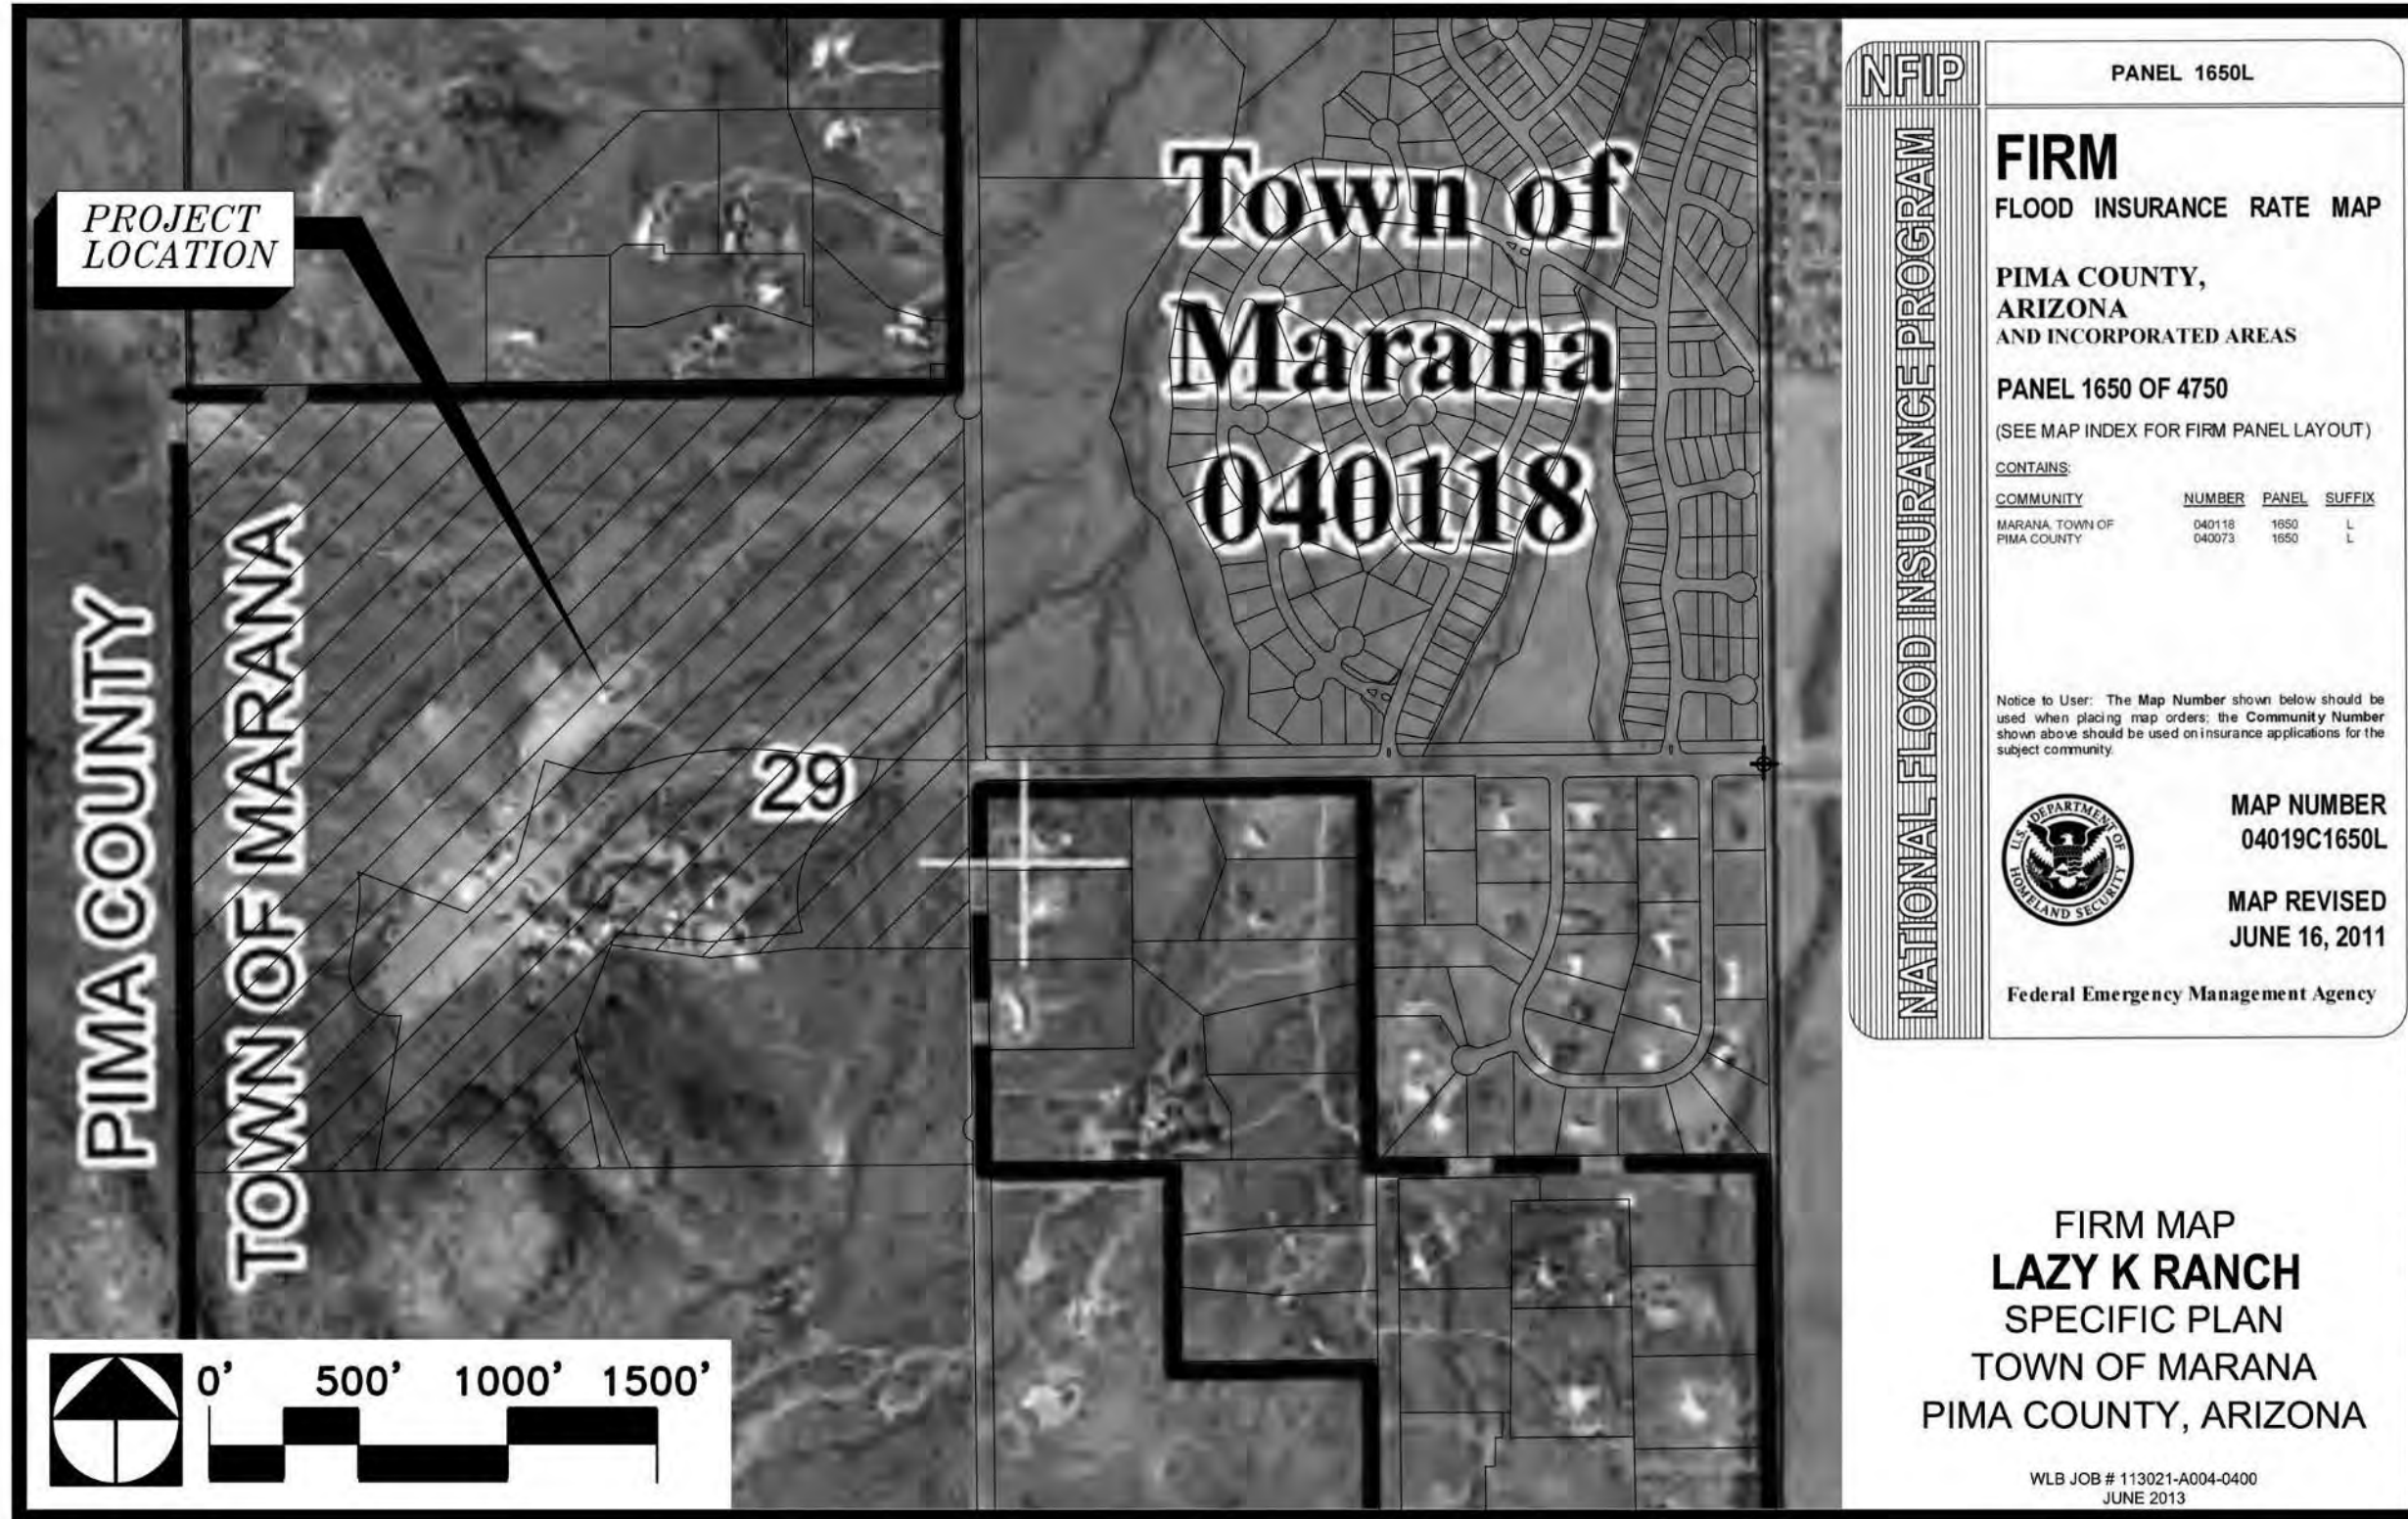 PROJECT
LOCATION
PIMA COUNTY
TOWN OF MARANA
Town of
Marana
040118
29
0' 500' 1000' 1500'
NFIP
NATIONAL FLOOD INSURANCE PROGRAM
PANEL 1650L
FIRM
FLOOD INSURANCE RATE MAP
PIMA COUNTY,
ARIZONA
AND INCORPORATED AREAS
PANEL 1650 OF 4750
(SEE MAP INDEX FOR FIRM PANEL LAYOUT)
CONTAINS:
COMMUNITY NUMBER PANEL SUFFIX
MARANA, TOWN OF 040118 1650 L
PIMA COUNTY 040073 1650 L
Notice to User: The Map Number shown below should be
used when placing map orders; the Community Number
shown above should be used on insurance applications for the
subject community.
U.S. DEPARTMENT OF
HOMELAND SECURITY
MAP NUMBER
04019C1650L
MAP REVISED
JUNE 16, 2011
Federal Emergency Management Agency
FIRM MAP
LAZY K RANCH
SPECIFIC PLAN
TOWN OF MARANA
PIMA COUNTY, ARIZONA
WLB JOB # 113021-A004-0400
JUNE 2013